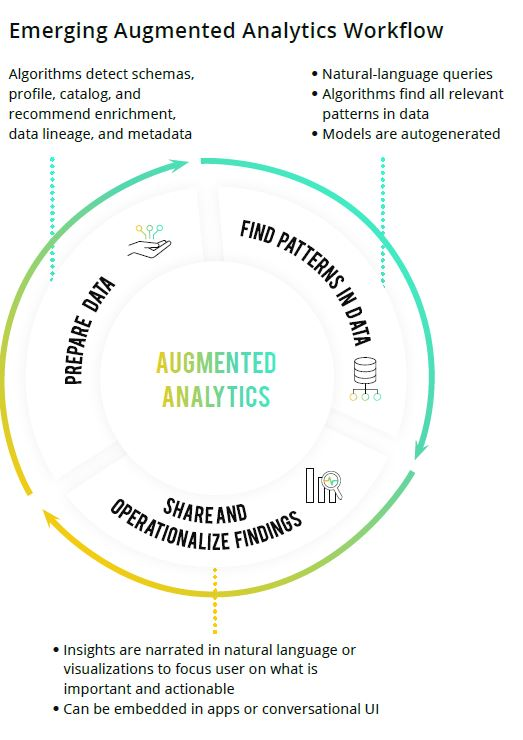 Emerging Augmented Analytics Workflow
Algorithms detect schemas,
profile, catalog, and
recommend enrichment,
data lineage, and metadata
• Natural-language queries
• Algorithms find all relevant
patterns in data
• Models are autogenerated
PREPARE DATA
FIND PATTERNS IN DATA
AUGMENTED
ANALYTICS
SHARE AND
OPERATIONALIZE FINDINGS
• Insights are narrated in natural language or
visualizations to focus user on what is
important and actionable
• Can be embedded in apps or conversational UI